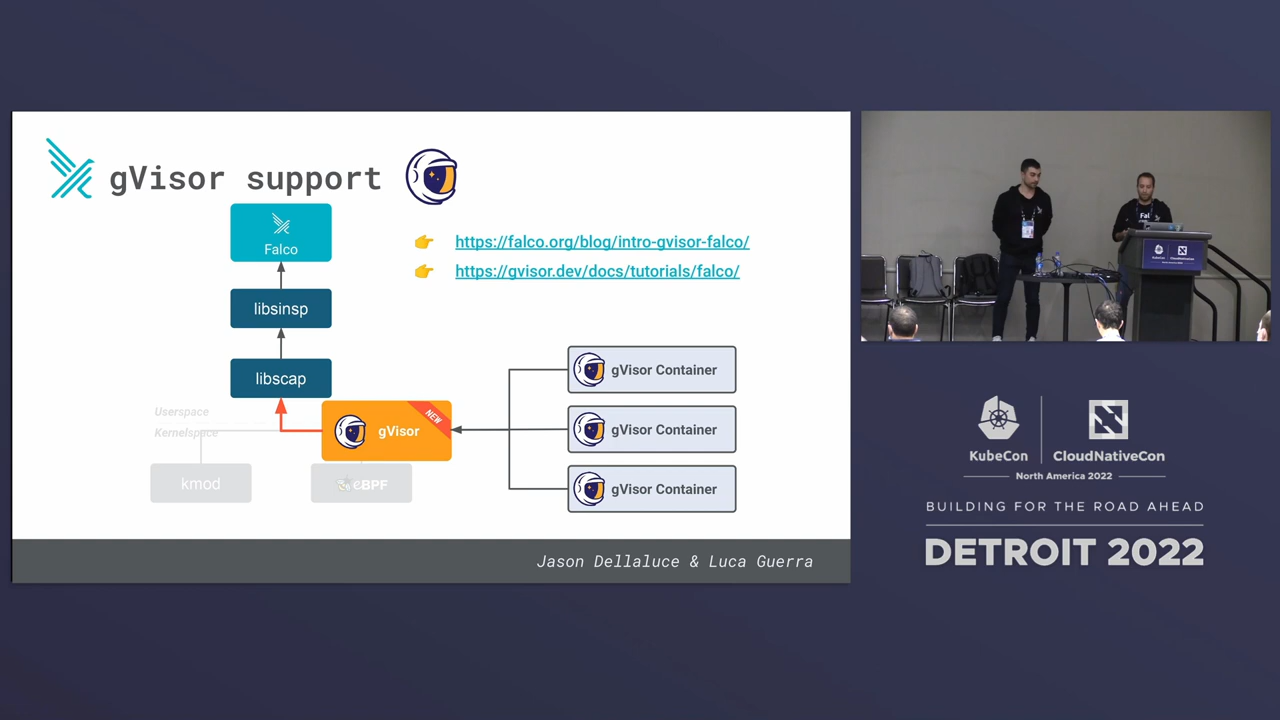 gVisor support
Falco
https://falco.org/blog/intro-gvisor-falco/
https://gvisor.dev/docs/tutorials/falco/
libsinsp
libscap
Userspace
Kernelspace
NEW
gVisor
kmod
eBPF
gVisor Container
gVisor Container
gVisor Container
Jason Dellaluce & Luca Guerra
KubeCon
CloudNativeCon
North America 2022
BUILDING FOR THE ROAD AHEAD
DETROIT 2022